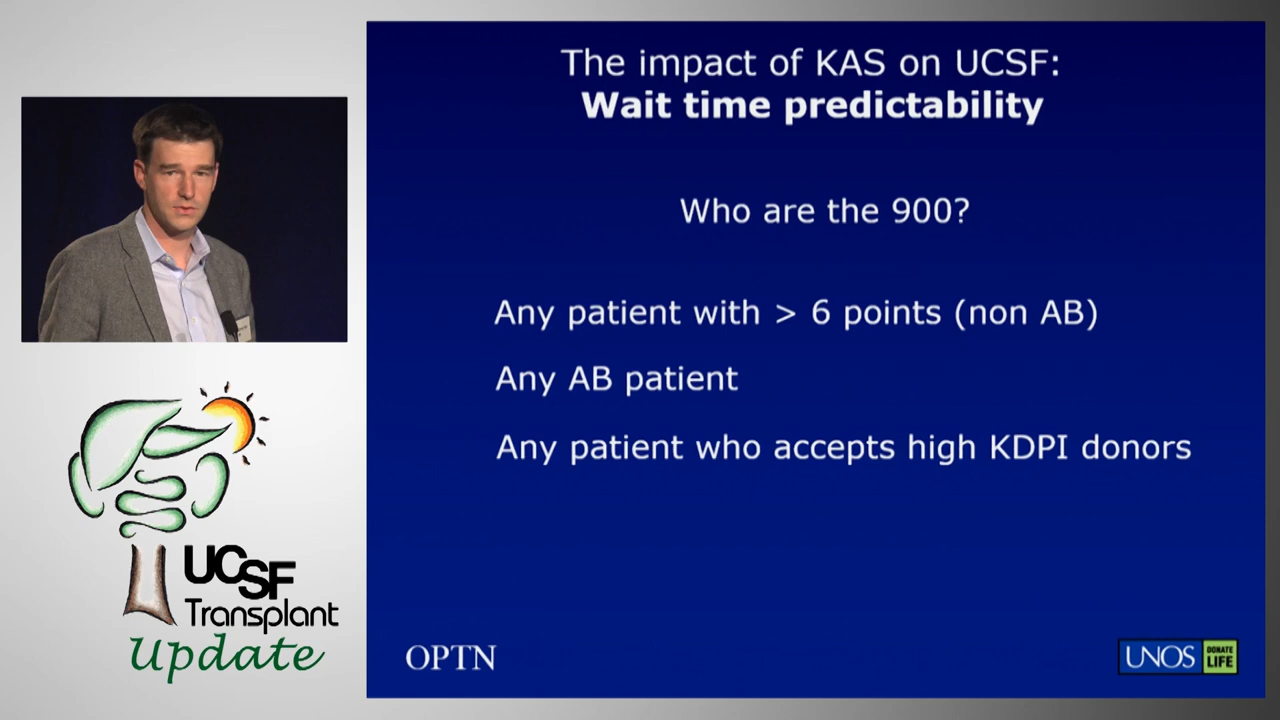 The impact of KAS on UCSF:
Wait time predictability
Who are the 900?
Any patient with > 6 points (non AB)
Any AB patient
Any patient who accepts high KDPI donors
UCSF
Transplant
Update
OPTN
UNOS
DONATE
LIFE